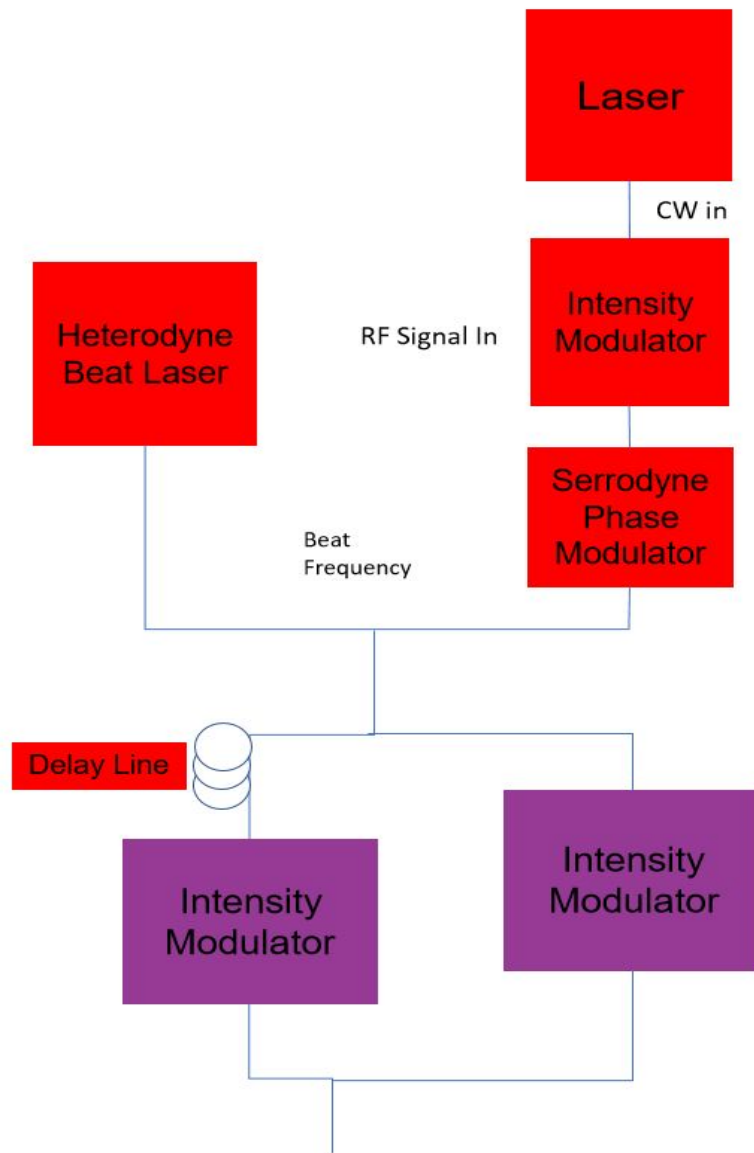 Laser
CW in
Intensity
Modulator
RF Signal In
Heterodyne
Beat Laser
Serrodyne
Phase
Modulator
Beat
Frequency
Delay Line
Intensity
Modulator
Intensity
Modulator